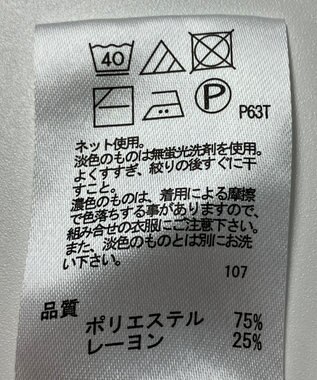 40
P
P63T
ネット使用。
淡色のものは無蛍光洗剤を使用。
よくすすぎ、絞りの後すぐに干
すこと。
濃色のものは、着用による摩擦
で色落ちする事がありますので、
組み合せの衣服にご注意下さい。
また、淡色のものとは別にお洗
い下さい。
107
品質
ポリエステル 75%
レーヨン 25%